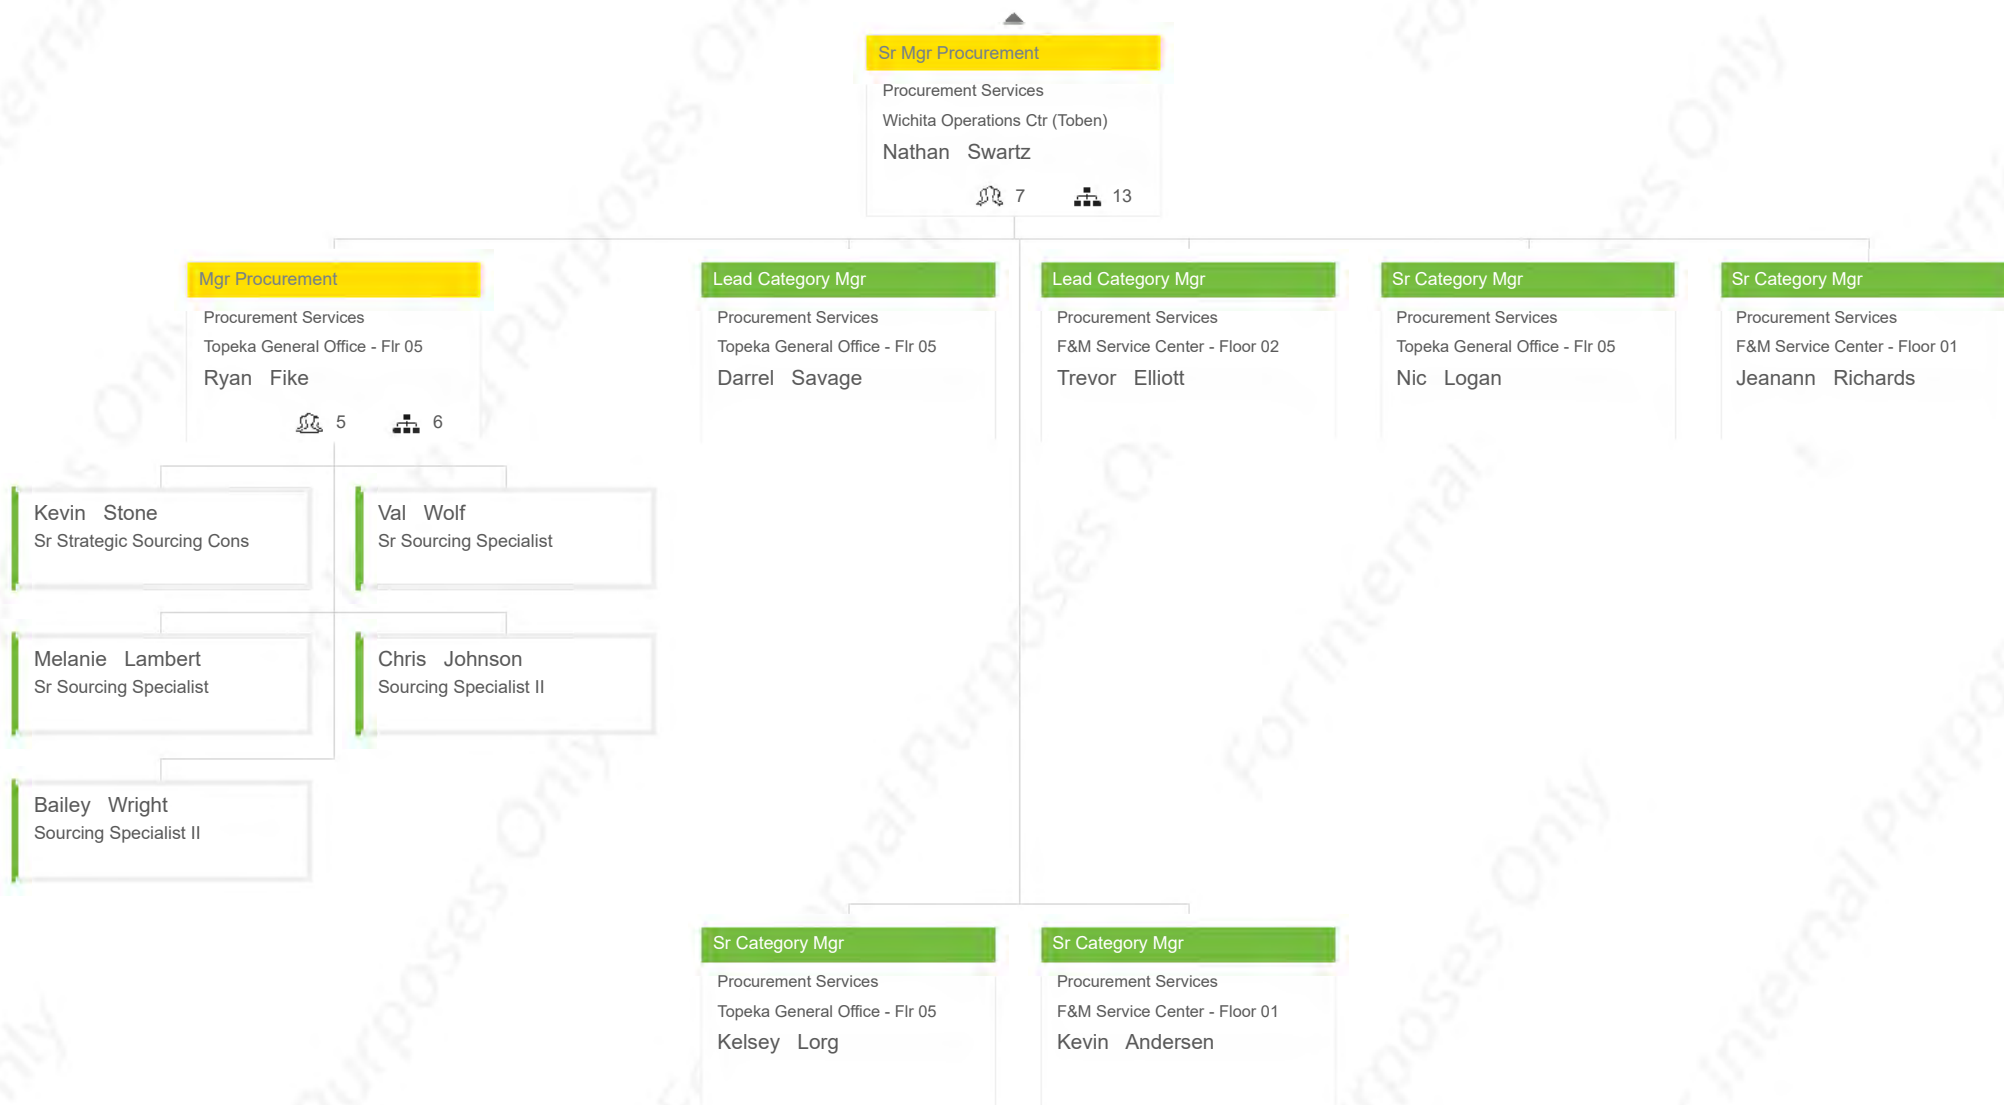 Sr Mgr Procurement
Procurement Services
Wichita Operations Ctr (Toben)
Nathan Swartz
7 13
Mgr Procurement
Procurement Services
Topeka General Office - Flr 05
Ryan Fike
5 6
Lead Category Mgr
Procurement Services
Topeka General Office - Flr 05
Darrel Savage
Lead Category Mgr
Procurement Services
F&M Service Center - Floor 02
Trevor Elliott
Sr Category Mgr
Procurement Services
Topeka General Office - Flr 05
Nic Logan
Sr Category Mgr
Procurement Services
F&M Service Center - Floor 01
Jeanann Richards
Kevin Stone
Sr Strategic Sourcing Cons
Val Wolf
Sr Sourcing Specialist
Melanie Lambert
Sr Sourcing Specialist
Chris Johnson
Sourcing Specialist II
Bailey Wright
Sourcing Specialist II
Sr Category Mgr
Procurement Services
Topeka General Office - Flr 05
Kelsey Lorg
Sr Category Mgr
Procurement Services
F&M Service Center - Floor 01
Kevin Andersen
For Internal Purposes Only